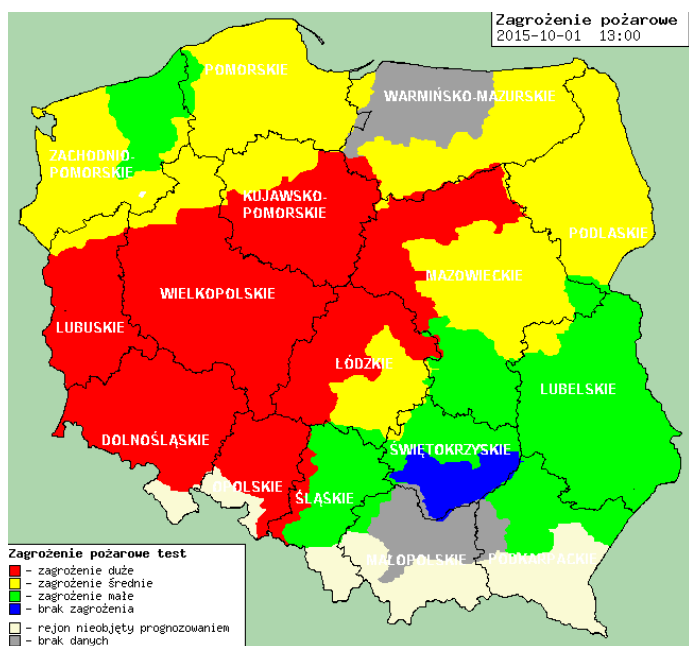 Zagrożenie pożarowe
2015-10-01 13:00
POMORSKIE
WARMIŃSKO-MAZURSKIE
ZACHODNIO-
POMORSKIE
KUJAWSKO-
POMORSKIE
PODLASKIE
MAZOWIECKIE
WIELKOPOLSKIE
LUBUSKIE
ŁÓDZKIE
LUBELSKIE
DOLNOŚLĄSKIE
ŚWIĘTOKRZYSKIE
OPOLSKIE
ŚLĄSKIE
MAŁOPOLSKIE
PODKARPACKIE
Zagrożenie pożarowe test
– zagrożenie duże
– zagrożenie średnie
– zagrożenie małe
– brak zagrożenia
– rejon nieobjęty prognozowaniem
– brak danych